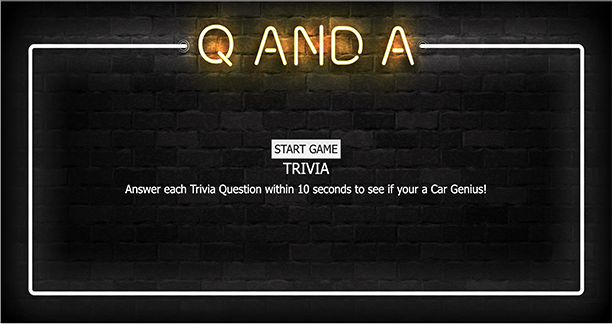 Q AND A
START GAME
TRIVIA
Answer each Trivia Question within 10 seconds to see if your a Car Genius!